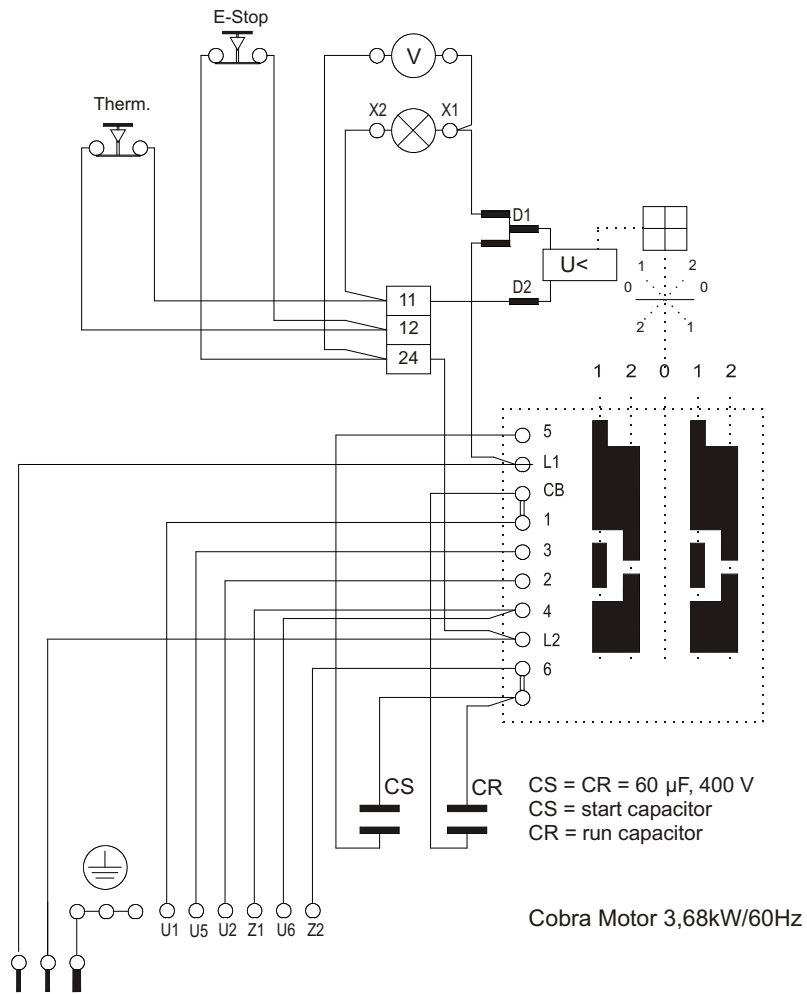 E-Stop
V
Therm.
X2
X1
D1
U<
D2
1 2
0 0
2 1
11
12
24
1 2 0 1 2
5
L1
CB
1
3
2
4
L2
6
CS
CR
CS = CR = 60 µF, 400 V
CS = start capacitor
CR = run capacitor
U1 U5 U2 Z1 U6 Z2
Cobra Motor 3,68kW/60Hz